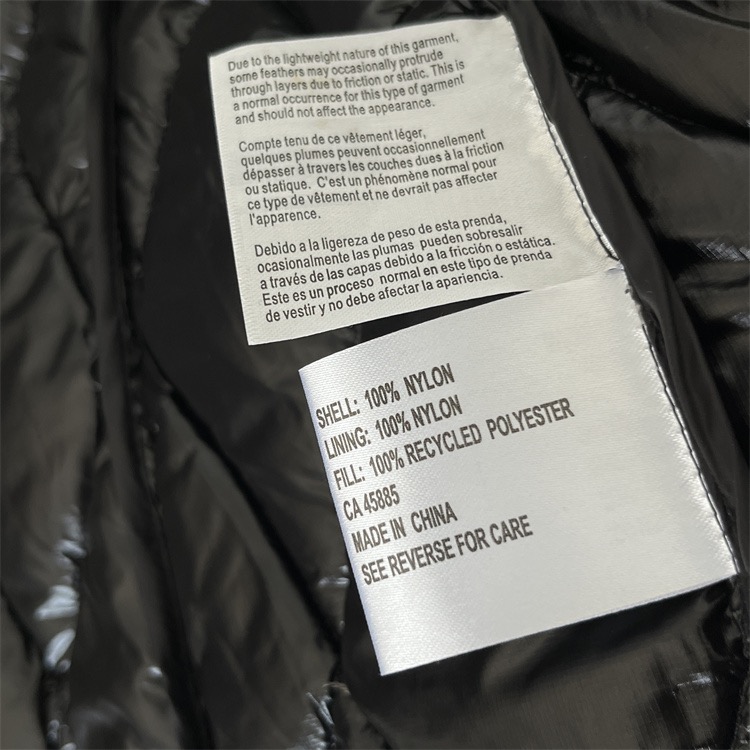 Due to the lightweight nature of this garment,
some feathers may occasionally protrude
through layers due to friction or static. This is
a normal occurrence for this type of garment
and should not affect the appearance.
Compte tenu de ce vêtement léger,
quelques plumes peuvent occasionnellement
dépasser à travers les couches dues à la friction
ou statique. C'est un phénomène normal pour
ce type de vêtement et ne devrait pas affecter
l'apparence.
Debido a la ligereza de peso de esta prenda,
ocasionalmente las plumas pueden sobresalir
a través de las capas debido a la fricción o estática.
Este es un proceso normal en este tipo de prenda
de vestir y no debe afectar la apariencia.
SHELL: 100% NYLON
LINING: 100% NYLON
FILL: 100% RECYCLED POLYESTER
CA 45885
MADE IN CHINA
SEE REVERSE FOR CARE